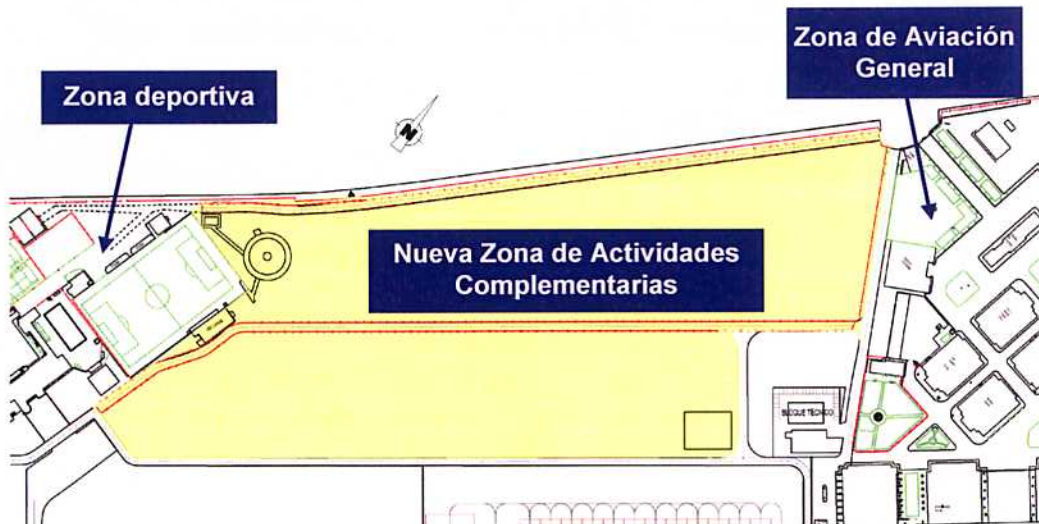 Zona de Aviación
General
Zona deportiva
N
Nueva Zona de Actividades
Complementarias
BLOQUE TÉCNICO